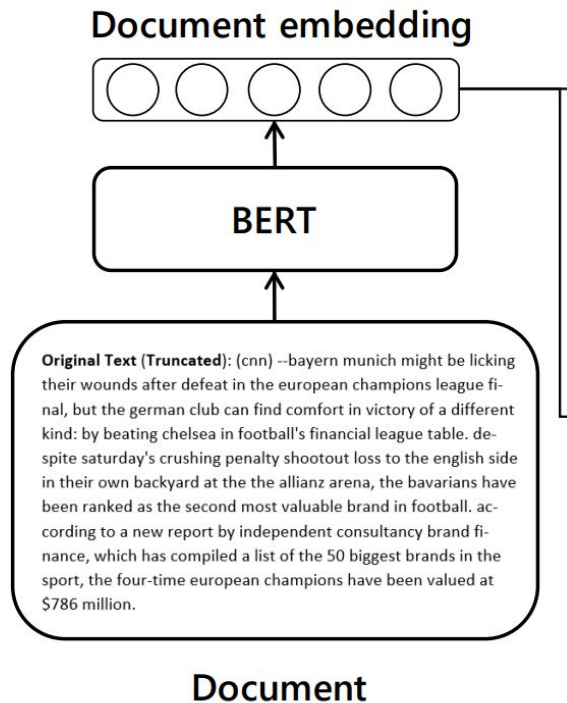 Document embedding
BERT
Original Text (Truncated): (cnn) --bayern munich might be licking
their wounds after defeat in the european champions league fi-
nal, but the german club can find comfort in victory of a different
kind: by beating chelsea in football's financial league table. de-
spite saturday's crushing penalty shootout loss to the english side
in their own backyard at the the allianz arena, the bavarians have
been ranked as the second most valuable brand in football. ac-
cording to a new report by independent consultancy brand fi-
nance, which has compiled a list of the 50 biggest brands in the
sport, the four-time european champions have been valued at
$786 million.
Document